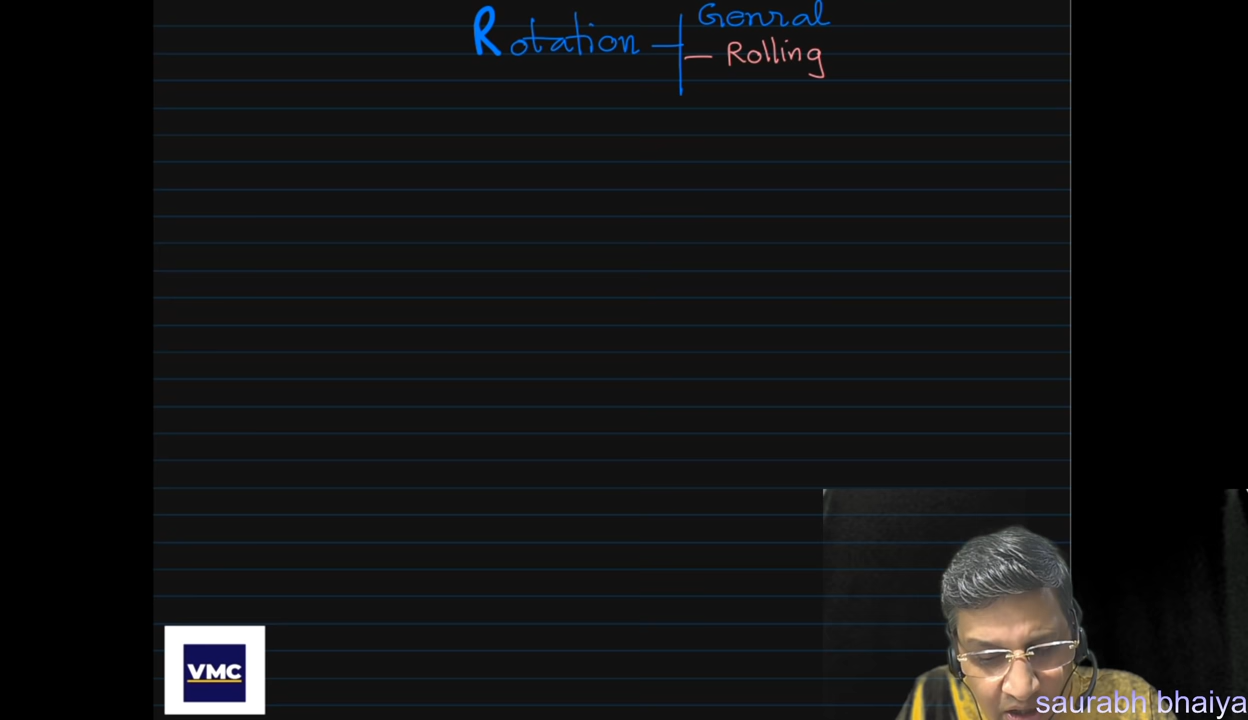 Rotation
Genral
— Rolling
VMC
saurabh bhaiya